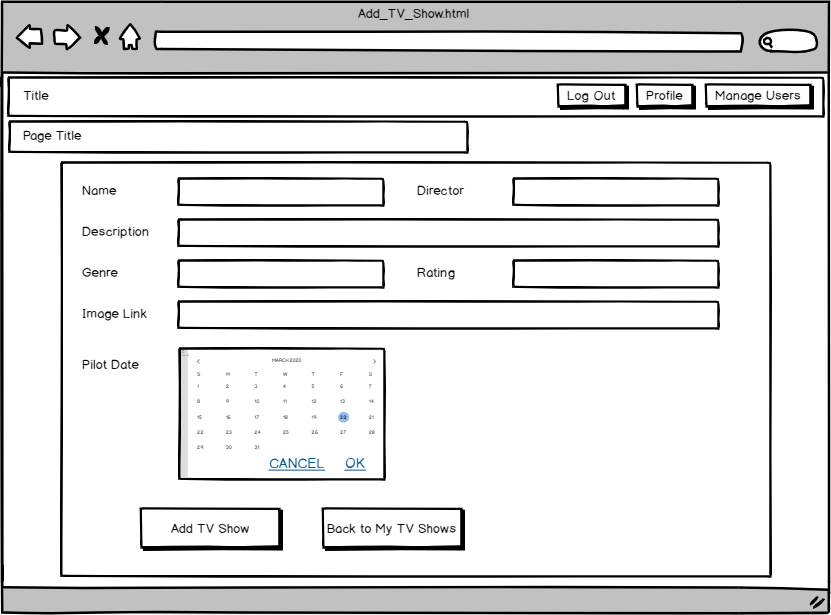 Add_TV_Show.html
Title
Log Out
Profile
Manage Users
Page Title
Name
Director
Description
Genre
Rating
Image Link
Pilot Date
< MARCH 2020 >
S M T W T F S
1 2 3 4 5 6 7
8 9 10 11 12 13 14
15 16 17 18 19 20 21
22 23 24 25 26 27 28
29 30 31
CANCEL OK
Add TV Show
Back to My TV Shows